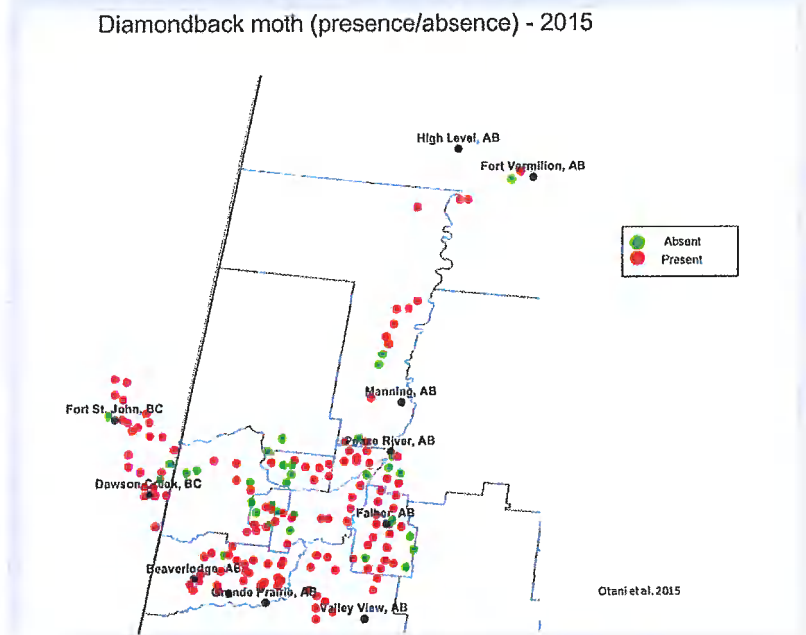 Diamondback moth (presence/absence) - 2015
High Level, AB
Fort Vermilion, AB
Absent
Present
Manning, AB
Fort St. John, BC
Peace River, AB
Dawson Creek, BC
Falher, AB
Beaverlodge, AB
Grande Prairie, AB
Valley View, AB
Otani et al. 2015